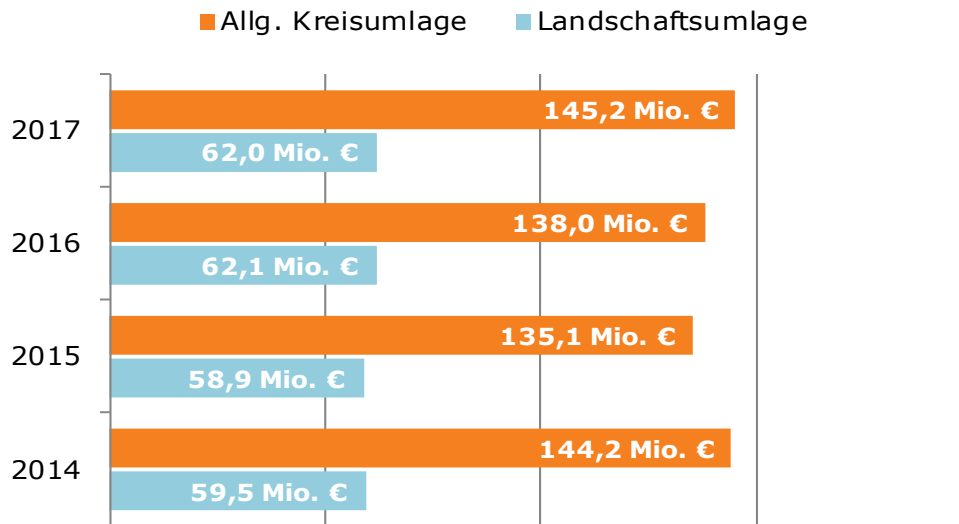 Allg. Kreisumlage Landschaftsumlage
2017
145,2 Mio. €
62,0 Mio. €
2016
138,0 Mio. €
62,1 Mio. €
2015
135,1 Mio. €
58,9 Mio. €
2014
144,2 Mio. €
59,5 Mio. €